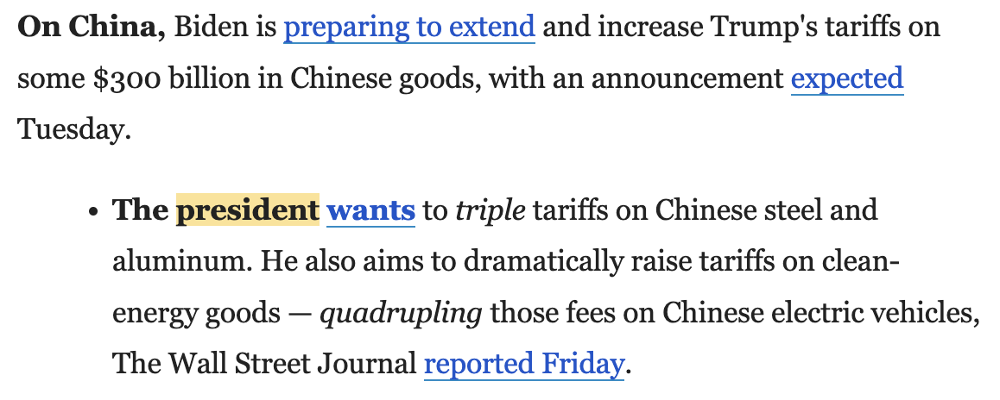 On China, Biden is preparing to extend and increase Trump's tariffs on
some $300 billion in Chinese goods, with an announcement expected
Tuesday.
• The president wants to triple tariffs on Chinese steel and
aluminum. He also aims to dramatically raise tariffs on clean-
energy goods — quadrupling those fees on Chinese electric vehicles,
The Wall Street Journal reported Friday.